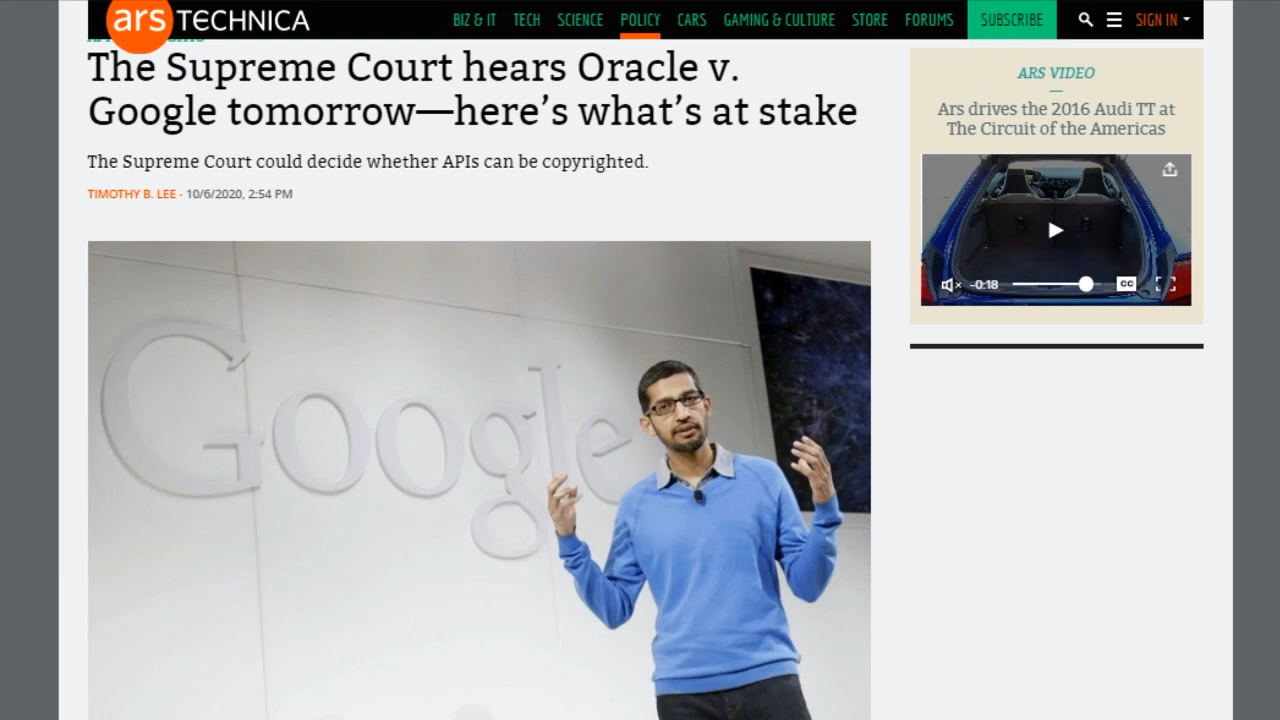 ars TECHNICA
BIZ & IT TECH SCIENCE POLICY CARS GAMING & CULTURE STORE FORUMS SUBSCRIBE SIGN IN
The Supreme Court hears Oracle v.
Google tomorrow—here's what's at stake
The Supreme Court could decide whether APIs can be copyrighted.
TIMOTHY B. LEE - 10/6/2020, 2:54 PM
ARS VIDEO
Ars drives the 2016 Audi TT at
The Circuit of the Americas
-0:18
CC
Google